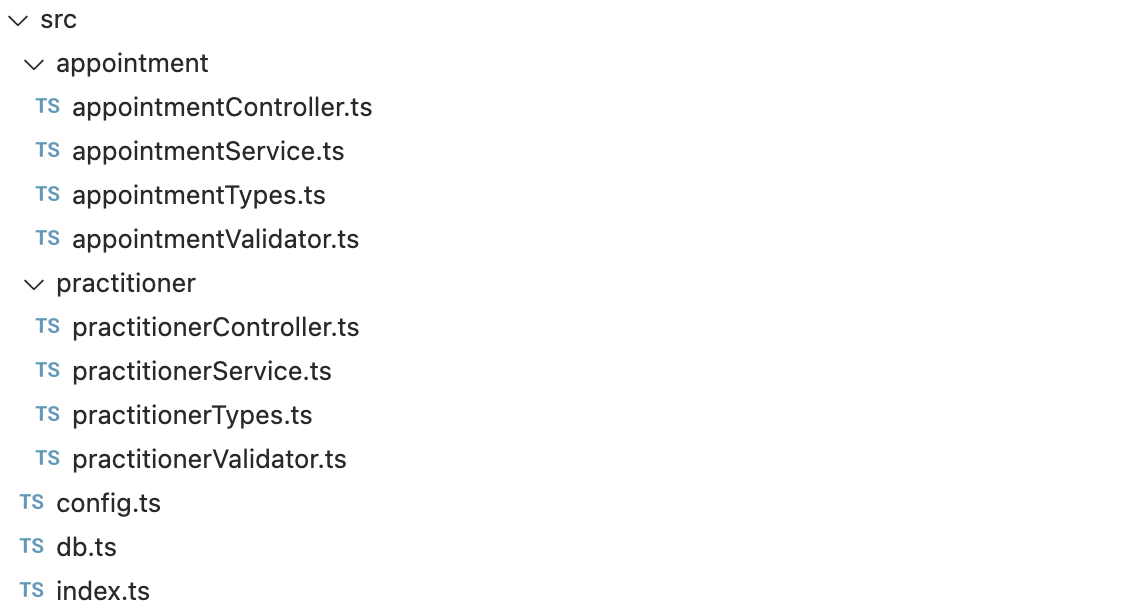 src
appointment
TS appointmentController.ts
TS appointmentService.ts
TS appointmentTypes.ts
TS appointmentValidator.ts
practitioner
TS practitionerController.ts
TS practitionerService.ts
TS practitionerTypes.ts
TS practitionerValidator.ts
TS config.ts
TS db.ts
TS index.ts